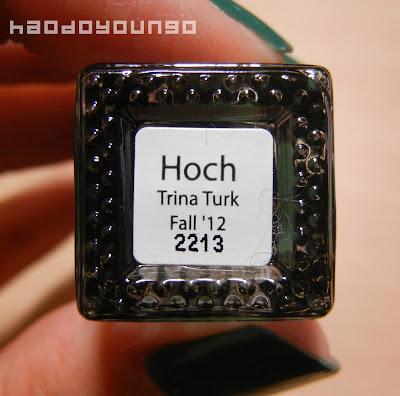 haodoyoungo
Hoch
Trina Turk
Fall '12
2213